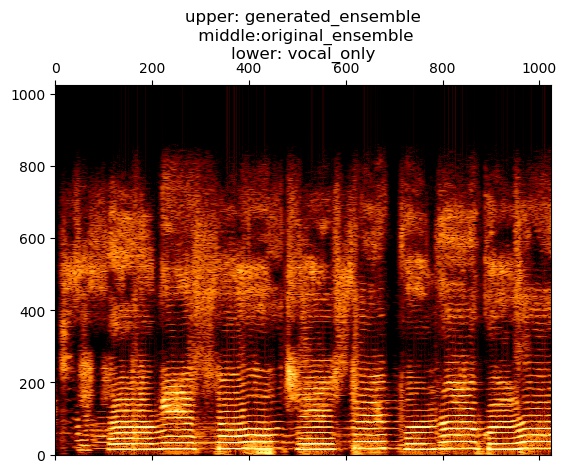 upper: generated_ensemble
middle:original_ensemble
lower: vocal_only
0 200 400 600 800 1000
1000
800
600
400
200
0